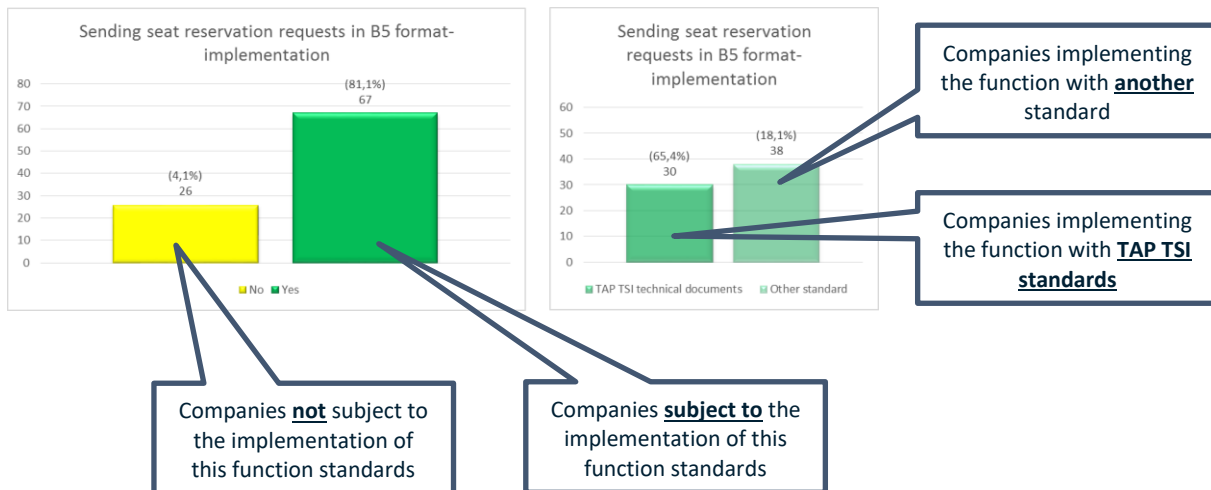 Sending seat reservation requests in B5 format-
implementation
80
70
60
50
40
30
20
10
0
(4,1%)
26
(81,1%)
67
No Yes
Sending seat reservation
requests in B5 format-
implementation
60
50
40
30
20
10
0
(65,4%)
30
(18,1%)
38
TAP TSI technical documents Other standard
Companies implementing
the function with another
standard
Companies implementing
the function with TAP TSI
standards
Companies not subject to
the implementation of
this function standards
Companies subject to the
implementation of this
function standards